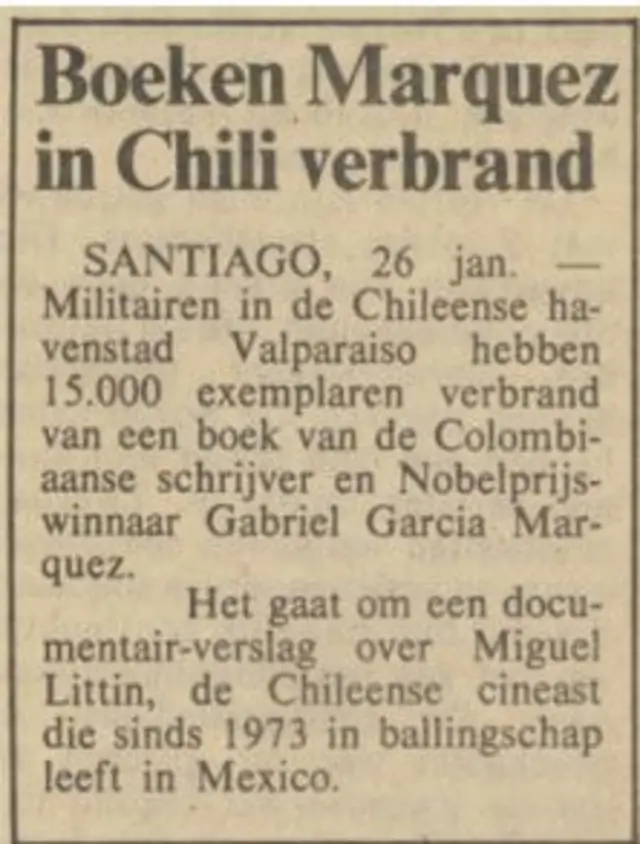 Boeken Marquez
in Chili verbrand
SANTIAGO, 26 jan. —
Militairen in de Chileense ha-
venstad Valparaiso hebben
15.000 exemplaren verbrand
van een boek van de Colombi-
aanse schrijver en Nobelprijs-
winnaar Gabriel Garcia Mar-
quez.
Het gaat om een docu-
mentair-verslag over Miguel
Littin, de Chileense cineast
die sinds 1973 in ballingschap
leeft in Mexico.